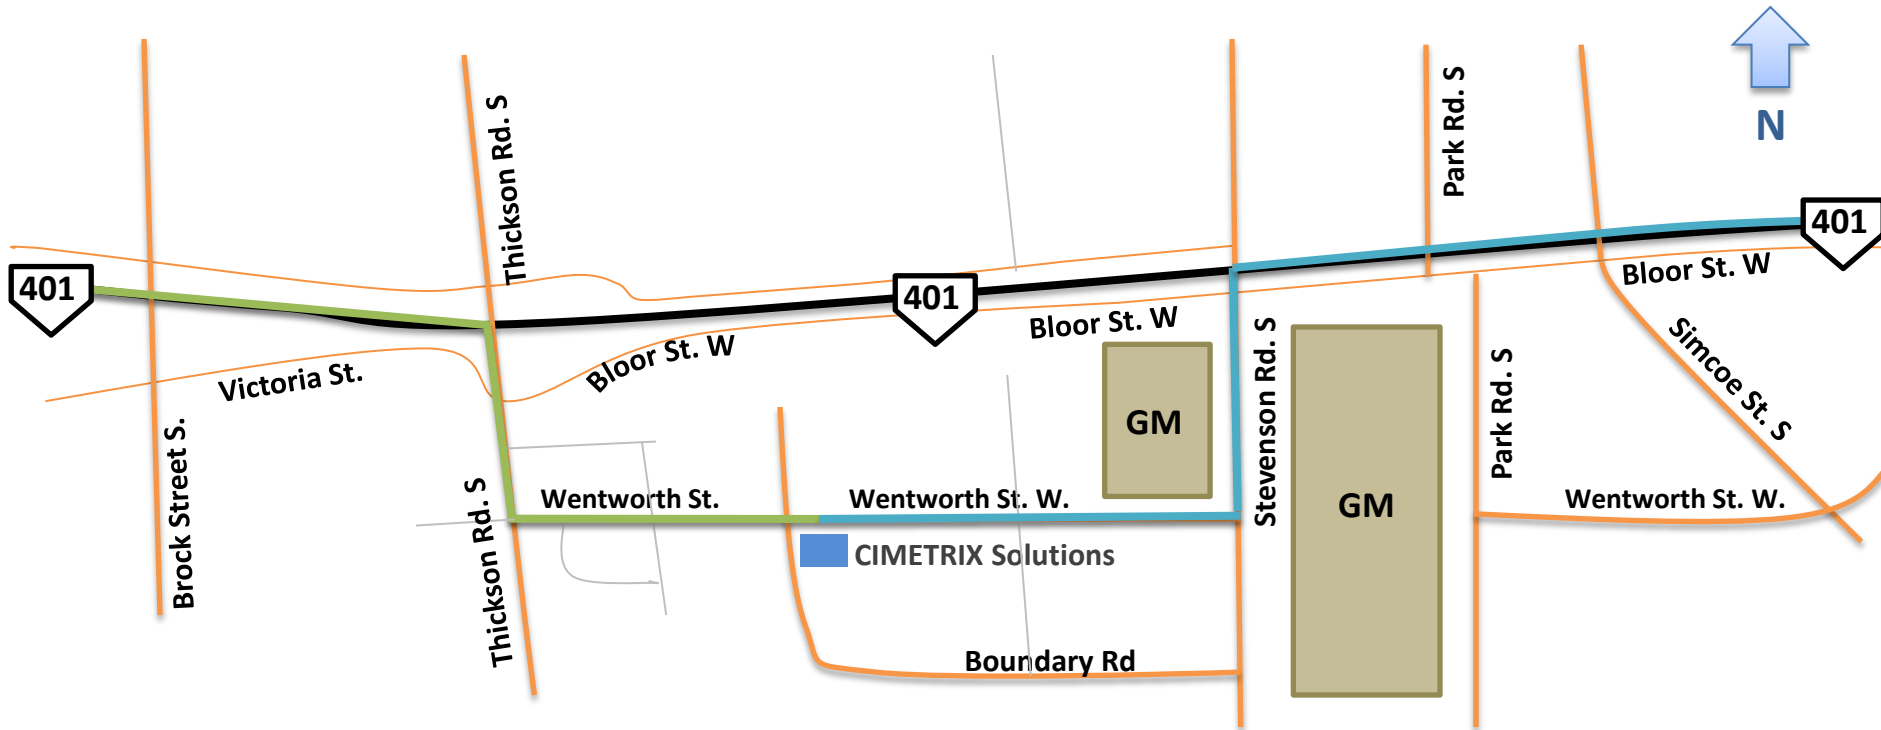 Park Rd. S
N
Thickson Rd. S
401
Bloor St. W
401
401
Bloor St. W
Bloor St. W
Victoria St.
Simcoe St. S
Stevenson Rd. S
Park Rd. S
GM
Brock Street S.
Thickson Rd. S
Wentworth St.
Wentworth St. W.
GM
Wentworth St. W.
CIMETRIX Solutions
Boundary Rd